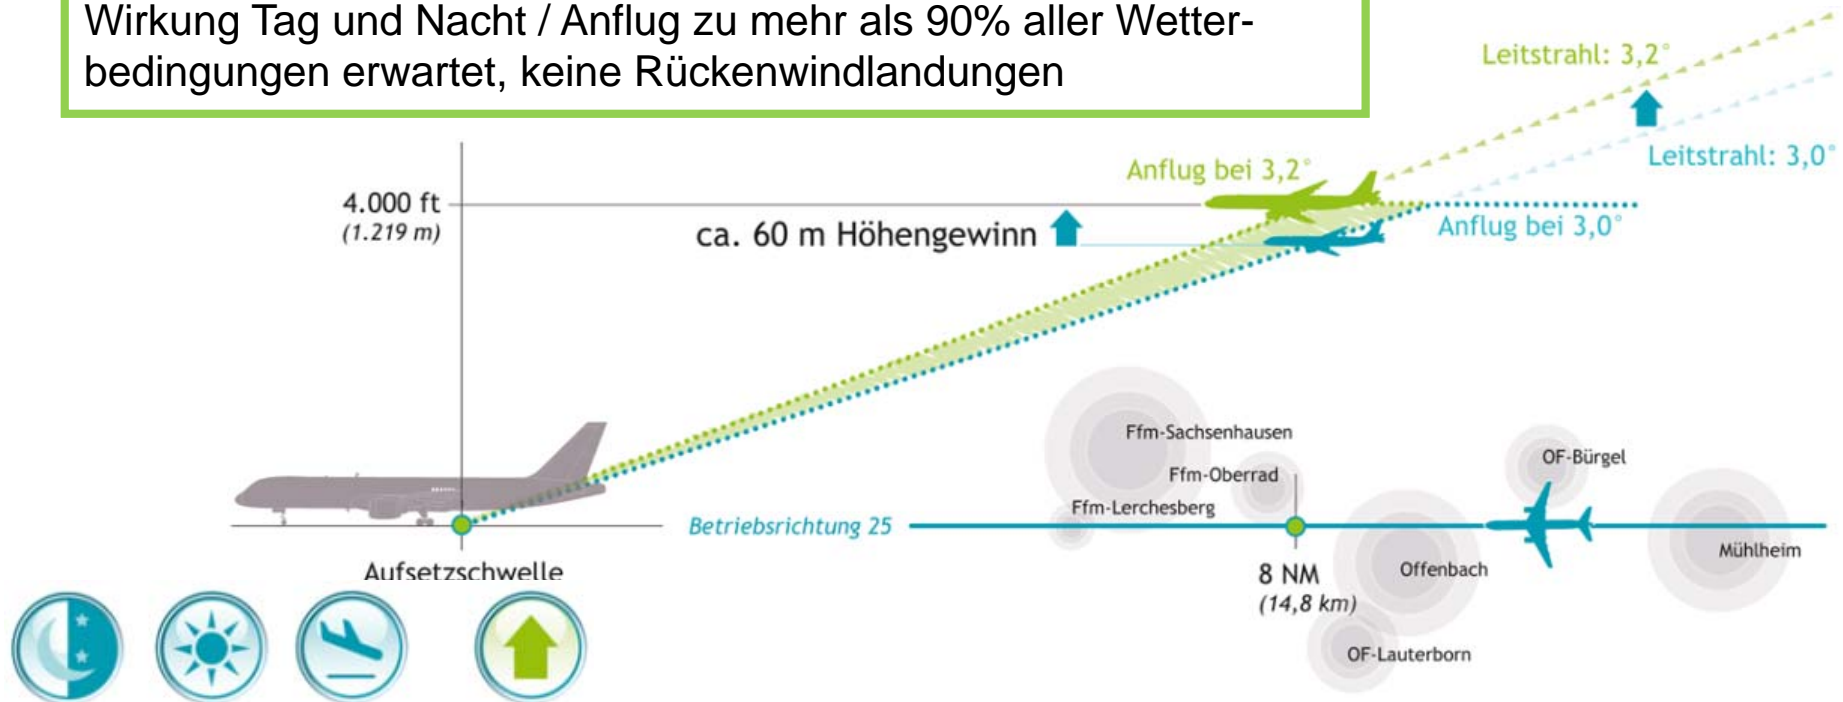 Wirkung Tag und Nacht / Anflug zu mehr als 90% aller Wetter-
bedingungen erwartet, keine Rückenwindlandungen
Leitstrahl: 3,2°
Leitstrahl: 3,0°
Anflug bei 3,2°
4.000 ft
(1.219 m)
ca. 60 m Höhengewinn
Anflug bei 3,0°
Ffm-Sachsenhausen
OF-Bürgel
Ffm-Oberrad
Ffm-Lerchesberg
Betriebsrichtung 25
Mühlheim
Aufsetzschwelle
8 NM
(14,8 km)
Offenbach
OF-Lauterborn